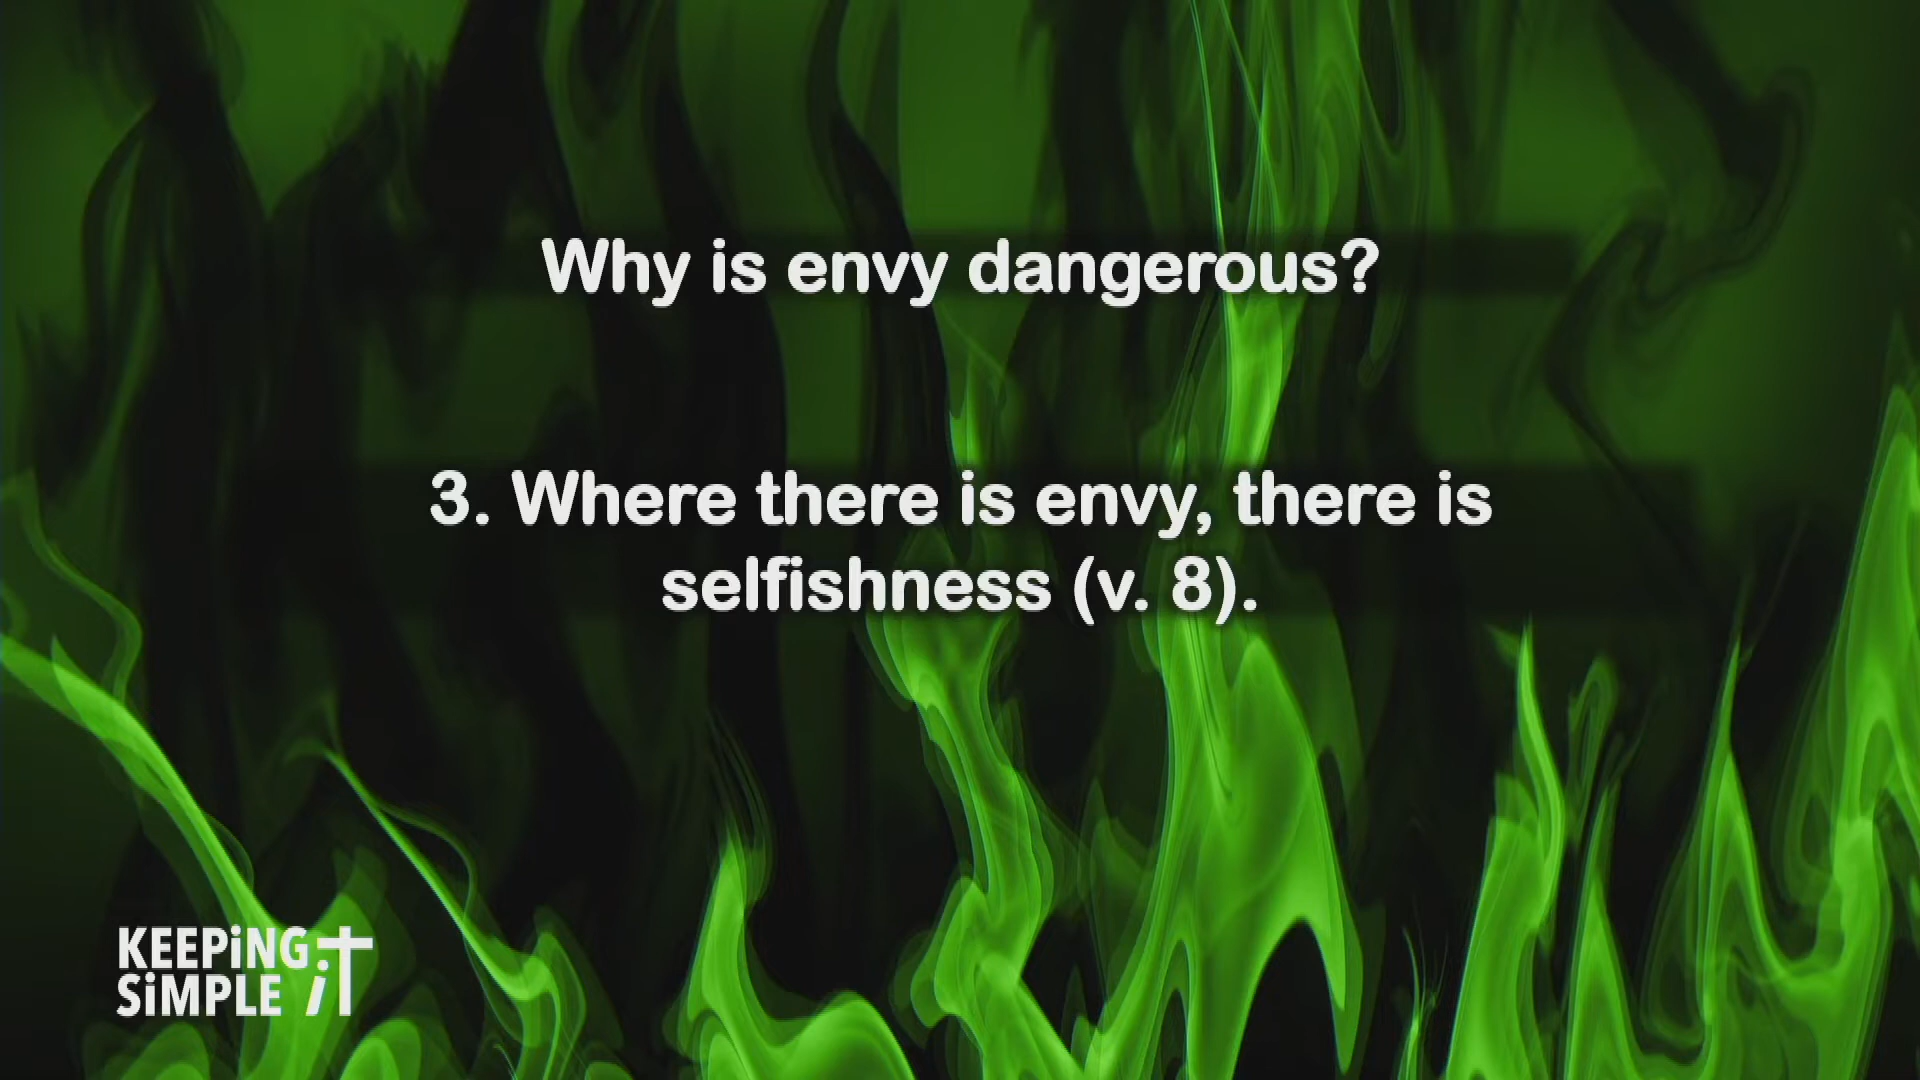 Why is envy dangerous?
3. Where there is envy, there is
selfishness (v. 8).
KEEPiNG
SiMPLE iT